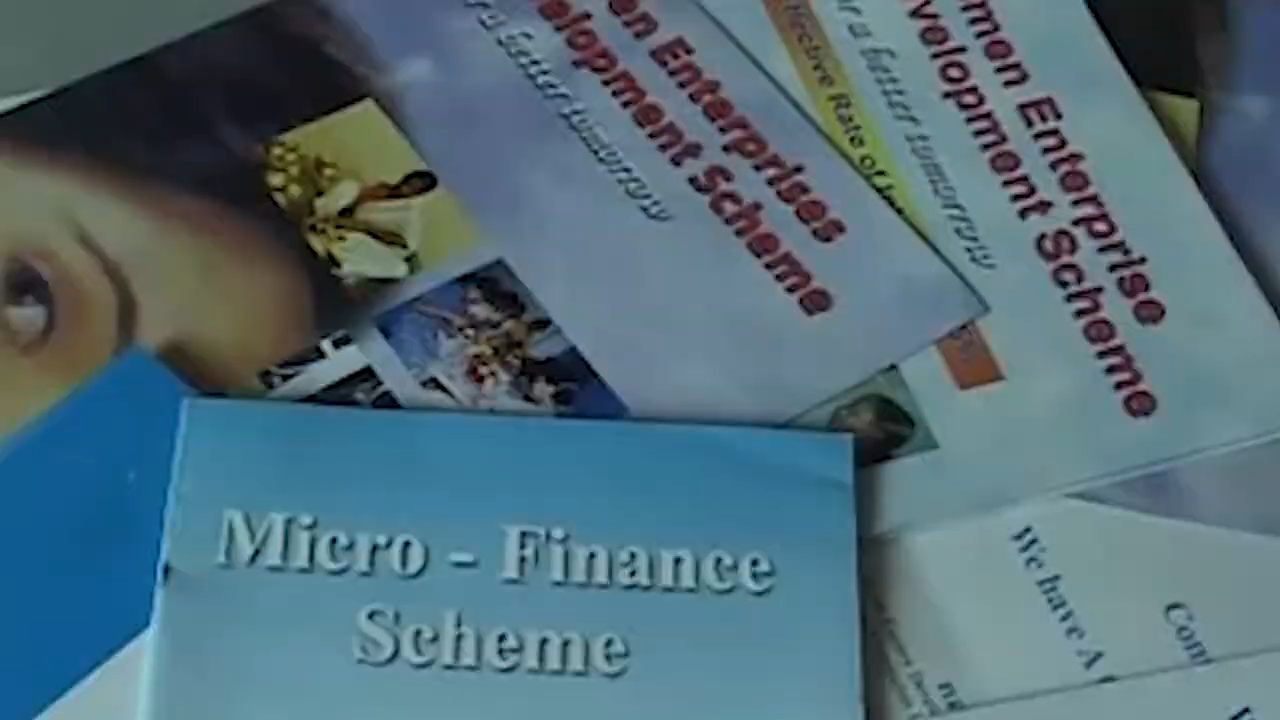 en Enterprises
elopment Scheme
a better tomorrow
men Enterprise
velopment Scheme
r a better tomorrow
ective Rate of
Micro - Finance
Scheme
We have A
Com